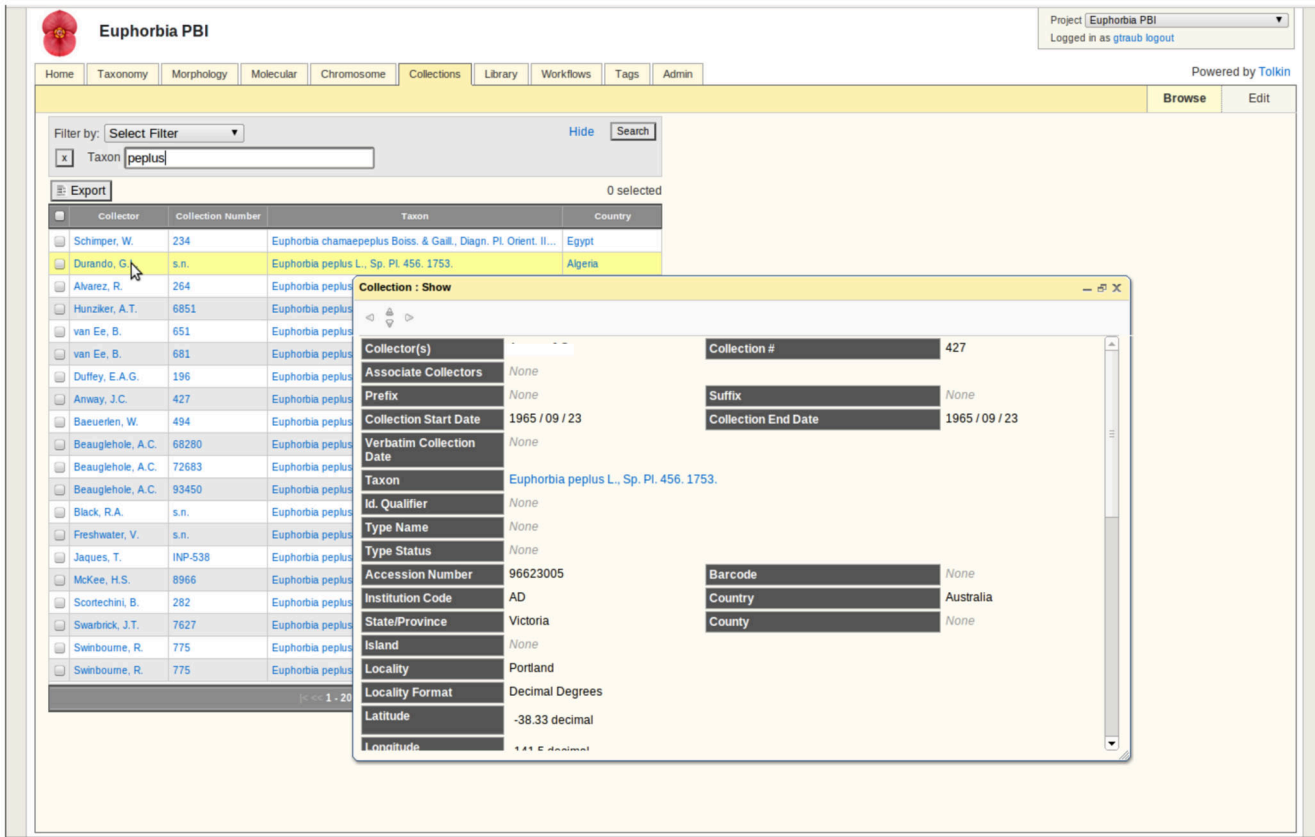 Euphorbia PBI
Project Euphorbia PBI
Logged in as gtraub logout
Home Taxonomy Morphology Molecular Chromosome Collections Library Workflows Tags Admin
Powered by Tolkin
Browse Edit
Filter by: Select Filter Hide Search
x Taxon peplus
Export 0 selected
Collector Collection Number Taxon Country
Schimper, W. 234 Euphorbia chamaepeplus Boiss. & Gaill., Diagn. Pl. Orient. II... Egypt
Durando, G. s.n. Euphorbia peplus L., Sp. Pl. 456. 1753. Algeria
Alvarez, R. 264 Euphorbia peplus
Hunziker, A.T. 6851 Euphorbia peplus
van Ee, B. 651 Euphorbia peplus
van Ee, B. 681 Euphorbia peplus
Duffey, E.A.G. 196 Euphorbia peplus
Anway, J.C. 427 Euphorbia peplus
Baeuerlen, W. 494 Euphorbia peplus
Beauglehole, A.C. 68280 Euphorbia peplus
Beauglehole, A.C. 72683 Euphorbia peplus
Beauglehole, A.C. 93450 Euphorbia peplus
Black, R.A. s.n. Euphorbia peplus
Freshwater, V. s.n. Euphorbia peplus
Jaques, T. INP-538 Euphorbia peplus
McKee, H.S. 8966 Euphorbia peplus
Scortechini, B. 282 Euphorbia peplus
Swarbrick, J.T. 7627 Euphorbia peplus
Swinbourne, R. 775 Euphorbia peplus
Swinbourne, R. 775 Euphorbia peplus
|< << 1 - 20
Collection : Show
Collector(s) Collection # 427
Associate Collectors None
Prefix None Suffix None
Collection Start Date 1965 / 09 / 23 Collection End Date 1965 / 09 / 23
Verbatim Collection Date None
Taxon Euphorbia peplus L., Sp. Pl. 456. 1753.
Id. Qualifier None
Type Name None
Type Status None
Accession Number 96623005 Barcode None
Institution Code AD Country Australia
State/Province Victoria County None
Island None
Locality Portland
Locality Format Decimal Degrees
Latitude -38.33 decimal
Longitude 141.5 decimal